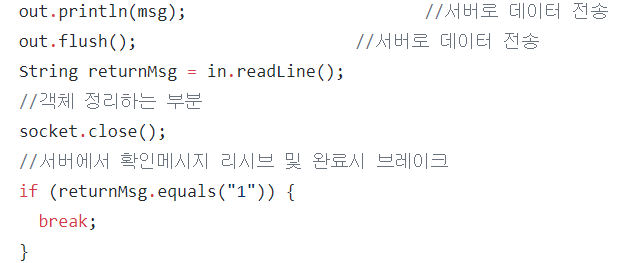 out.println(msg);                        //서버로 데이터 전송
out.flush();                      //서버로 데이터 전송
String returnMsg = in.readLine();
//객체 정리하는 부분
socket.close();
//서버에서 확인메시지 리시브 및 완료시 브레이크
if (returnMsg.equals("1")) {
  break;
}